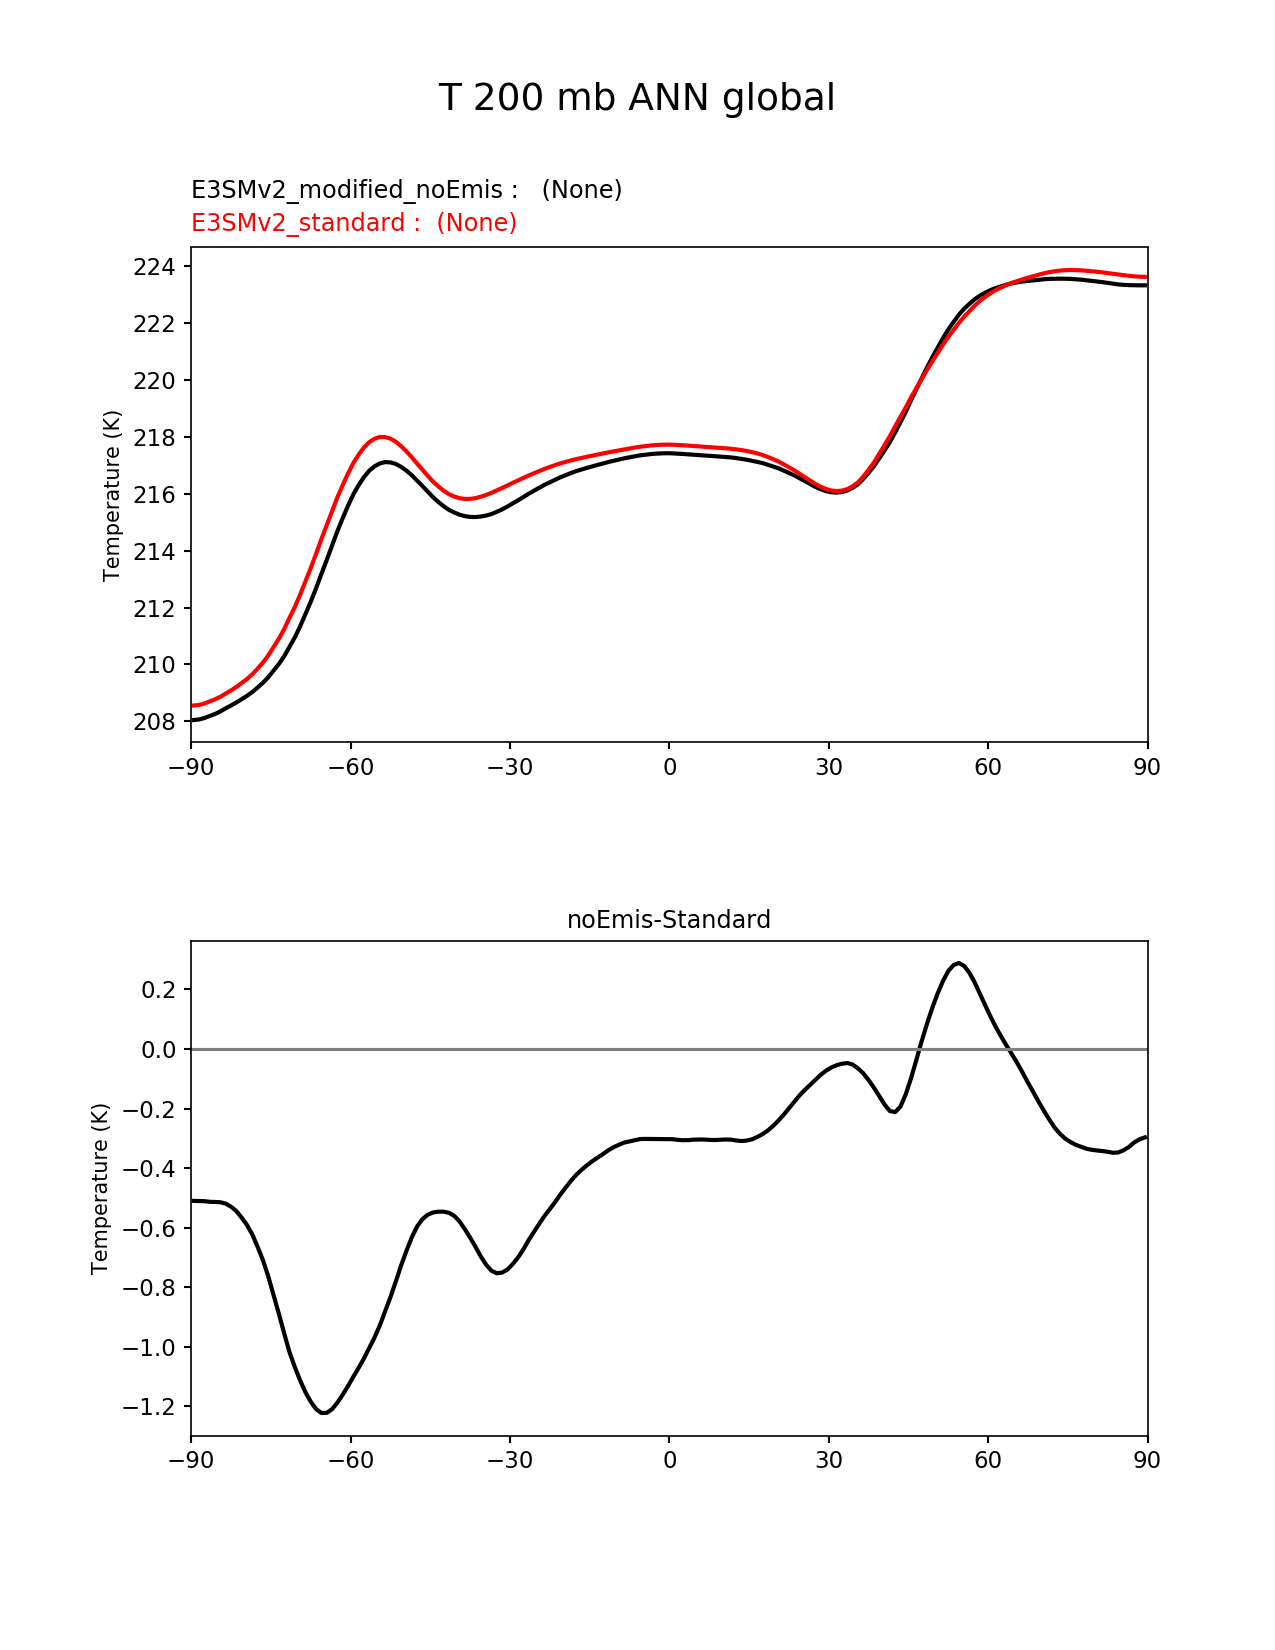 T 200 mb ANN global
E3SMv2_modified_noEmis :   (None)
E3SMv2_standard :  (None)
224
222
220
218
216
214
212
210
208
Temperature (K)
−90 −60 −30 0 30 60 90
noEmis-Standard
0.2
0.0
−0.2
−0.4
−0.6
−0.8
−1.0
−1.2
Temperature (K)
−90 −60 −30 0 30 60 90